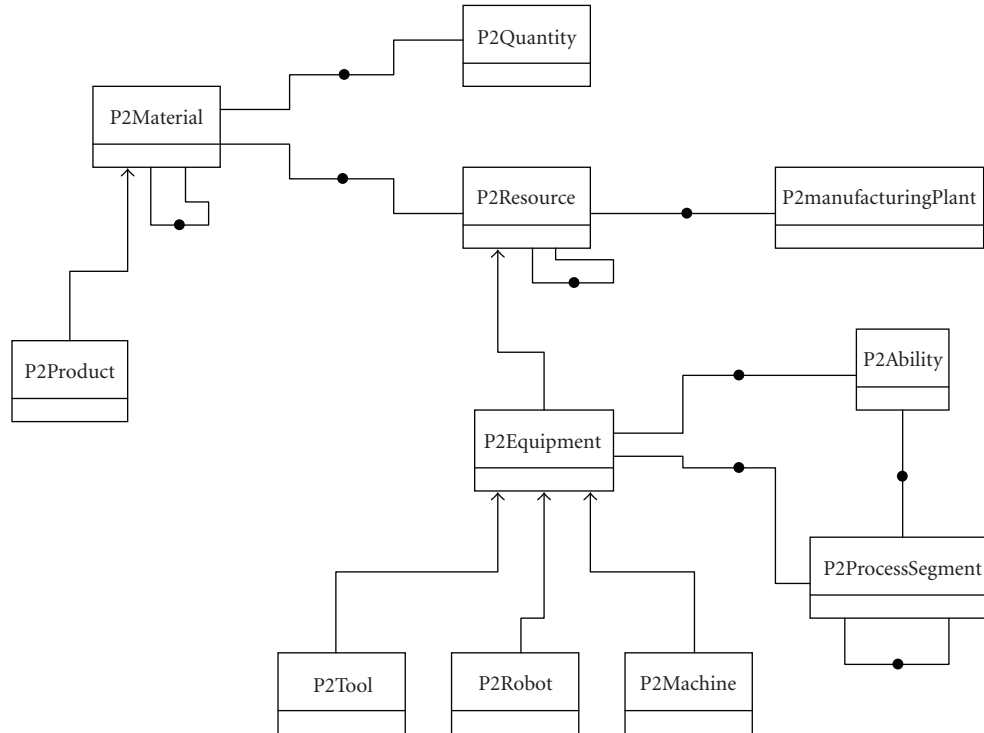 P2Quantity
P2Material
P2Resource
P2manufacturingPlant
P2Product
P2Ability
P2Equipment
P2ProcessSegment
P2Tool
P2Robot
P2Machine